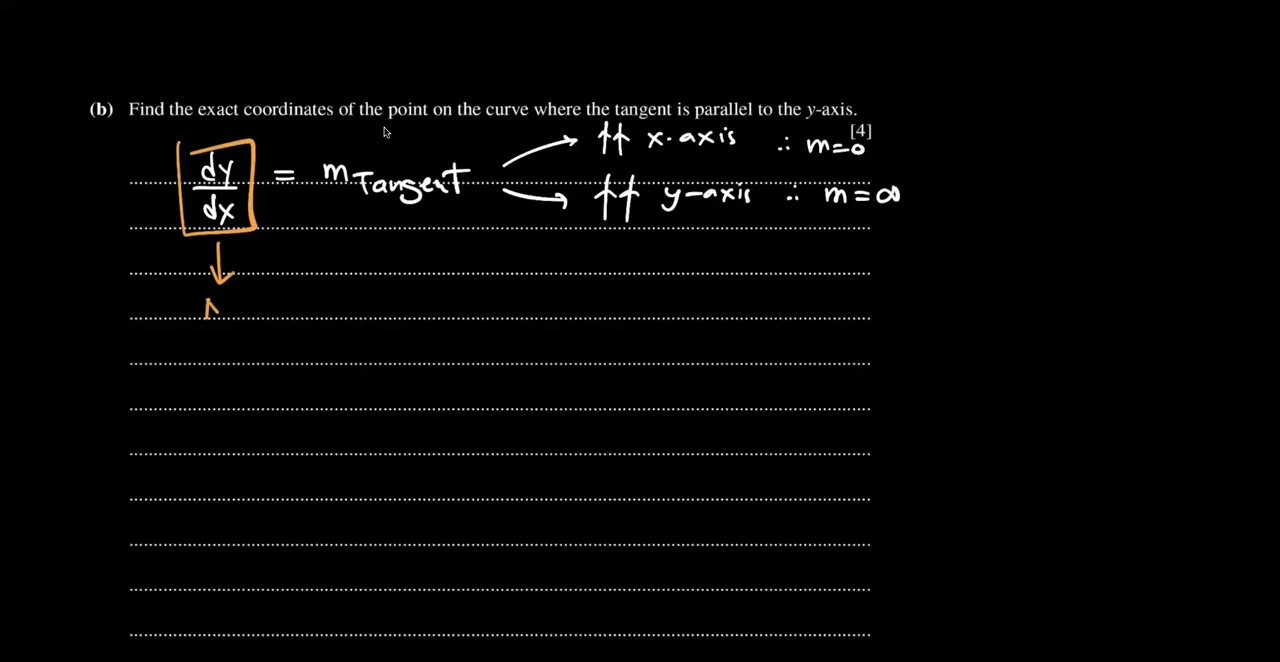 (b) Find the exact coordinates of the point on the curve where the tangent is parallel to the y-axis.
[4]
dy/dx = m Tangent
↑↑ x-axis ∴ m=0
↑↑ y-axis ∴ m=∞